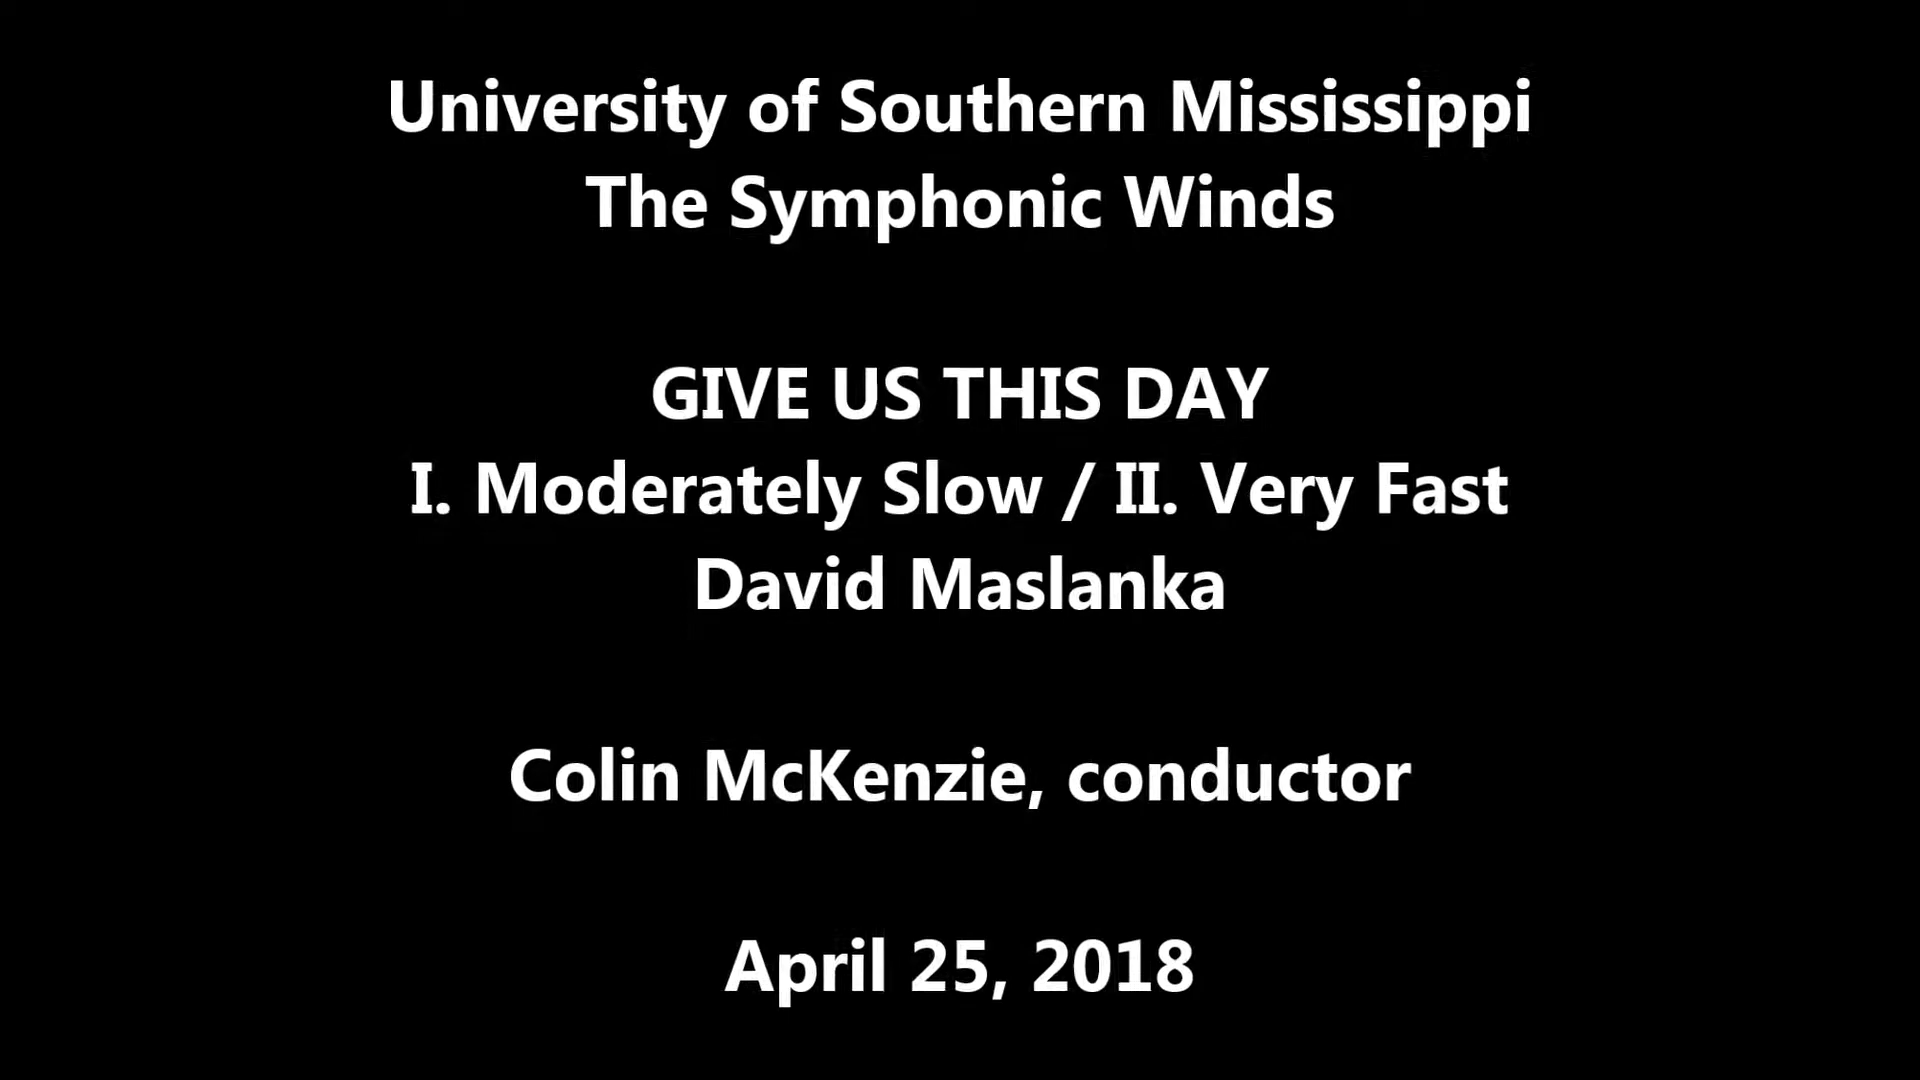 University of Southern Mississippi
The Symphonic Winds
GIVE US THIS DAY
I. Moderately Slow / II. Very Fast
David Maslanka
Colin McKenzie, conductor
April 25, 2018